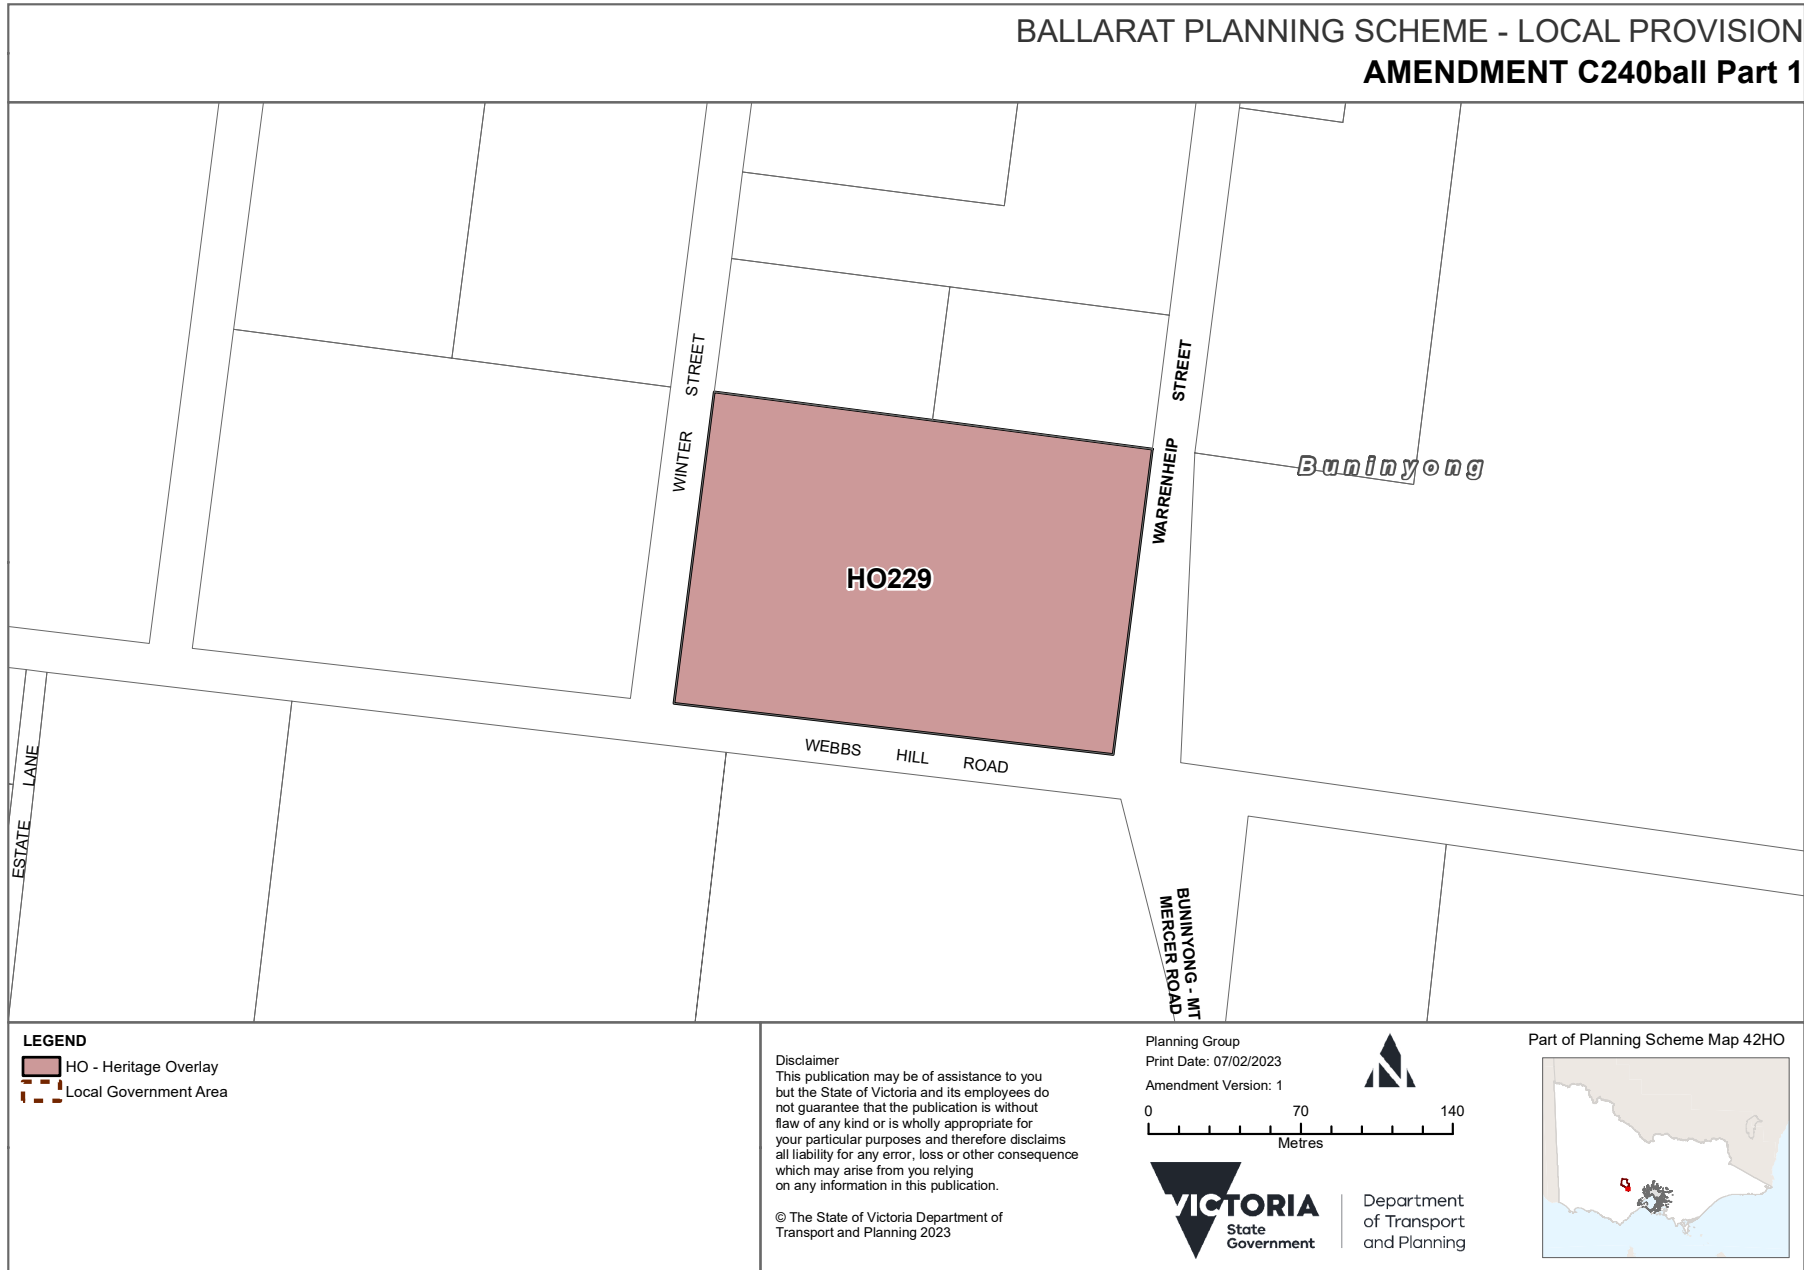 BALLARAT PLANNING SCHEME - LOCAL PROVISION
AMENDMENT C240ball Part 1
WINTER STREET
WARRENHEIP STREET
Buninyong
HO229
WEBBS HILL ROAD
ESTATE LANE
BUNINYONG - MT
MERCER ROAD
LEGEND
HO - Heritage Overlay
Local Government Area
Disclaimer
This publication may be of assistance to you
but the State of Victoria and its employees do
not guarantee that the publication is without
flaw of any kind or is wholly appropriate for
your particular purposes and therefore disclaims
all liability for any error, loss or other consequence
which may arise from you relying
on any information in this publication.
© The State of Victoria Department of
Transport and Planning 2023
Planning Group
Print Date: 07/02/2023
Amendment Version: 1
N
0 70 140
Metres
VICTORIA
State
Government
Department
of Transport
and Planning
Part of Planning Scheme Map 42HO